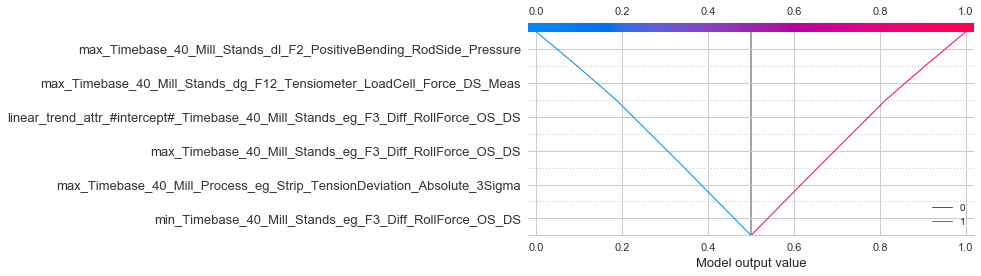 0.0 0.2 0.4 0.6 0.8 1.0
max_Timebase_40_Mill_Stands_dl_F2_PositiveBending_RodSide_Pressure
max_Timebase_40_Mill_Stands_dg_F12_Tensiometer_LoadCell_Force_DS_Meas
linear_trend_attr_#intercept#_Timebase_40_Mill_Stands_eg_F3_Diff_RollForce_OS_DS
max_Timebase_40_Mill_Stands_eg_F3_Diff_RollForce_OS_DS
max_Timebase_40_Mill_Process_eg_Strip_TensionDeviation_Absolute_3Sigma
min_Timebase_40_Mill_Stands_eg_F3_Diff_RollForce_OS_DS
0
1
0.0 0.2 0.4 0.6 0.8 1.0
Model output value